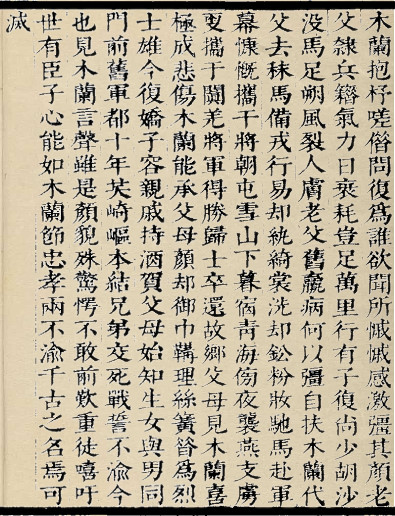 木蘭抱杼嗟借問復為誰欲聞所慽慽感激彊其顏老
父隷兵籍氣力日衰耗豈足萬里行有子復尚少胡沙
没馬足朔風裂人膚老父舊羸病何以彊自扶木蘭代
父去秣馬備戎行易却紈綺裳洗却鉛粉妝馳馬赴軍
幕慷慨攜干將朝屯雪山下暮宿青海傍夜襲燕支虜
更攜于闐羌將軍得勝歸士卒還故鄉父母見木蘭喜
極成悲傷木蘭能承父母顏却御巾鞲理絲簧昔為烈
士雄今復嬌子容親戚持酒賀父母始知生女與男同
門前舊軍都十年共崎嶇本結兄弟交死戰誓不渝今
也見木蘭言聲雖是顏貌殊驚愕不敢前歎重徒嘻吁
世有臣子心能如木蘭節忠孝兩不渝千古之名焉可
滅